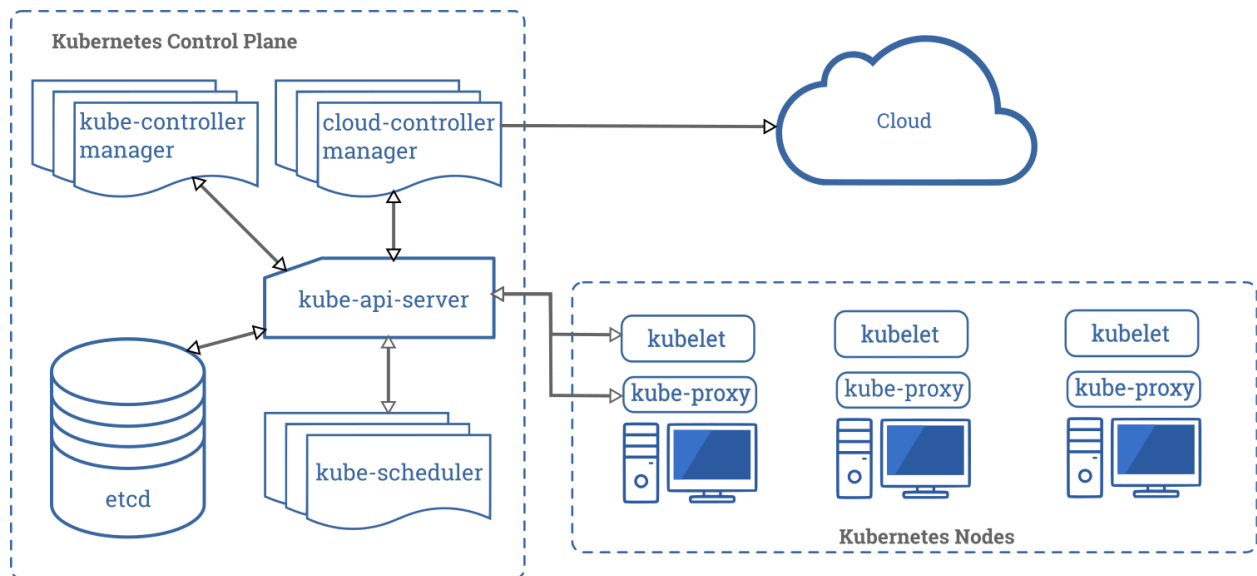 Kubernetes Control Plane
kube-controller
manager
cloud-controller
manager
Cloud
kube-api-server
kubelet
kubelet
kubelet
kube-proxy
kube-proxy
kube-proxy
etcd
kube-scheduler
Kubernetes Nodes